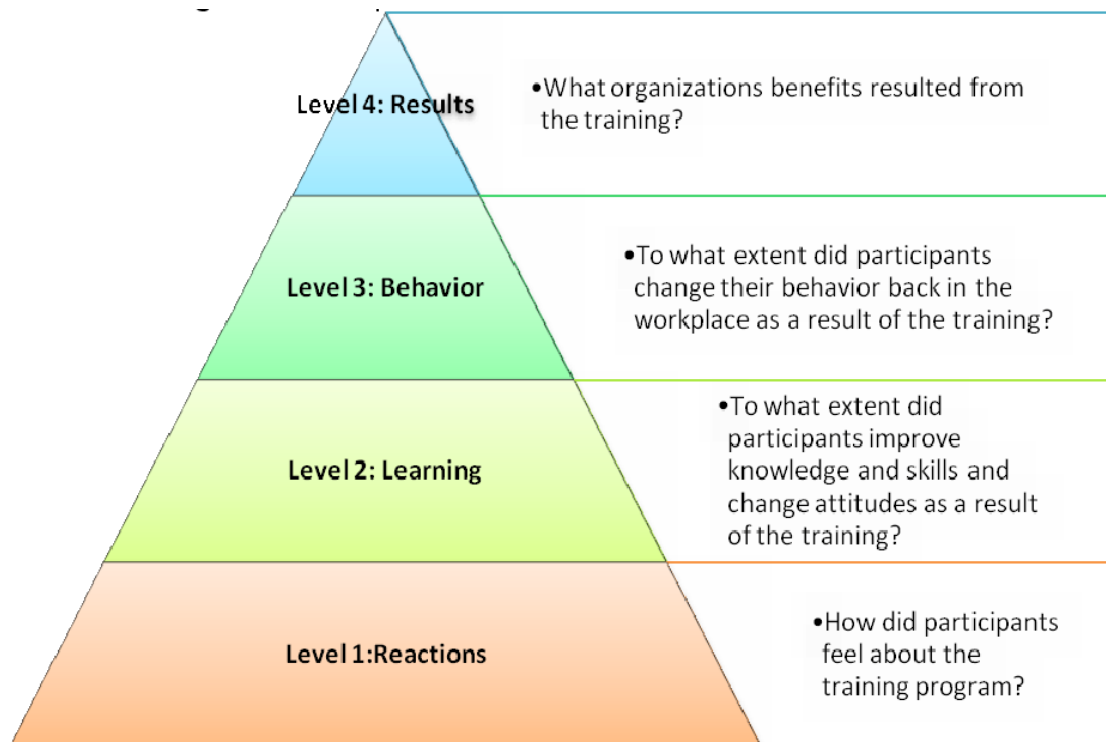 Level 4: Results
•What organizations benefits resulted from
the training?
Level 3: Behavior
•To what extent did participants
change their behavior back in the
workplace as a result of the training?
Level 2: Learning
•To what extent did
participants improve
knowledge and skills and
change attitudes as a result
of the training?
Level 1:Reactions
•How did participants
feel about the
training program?